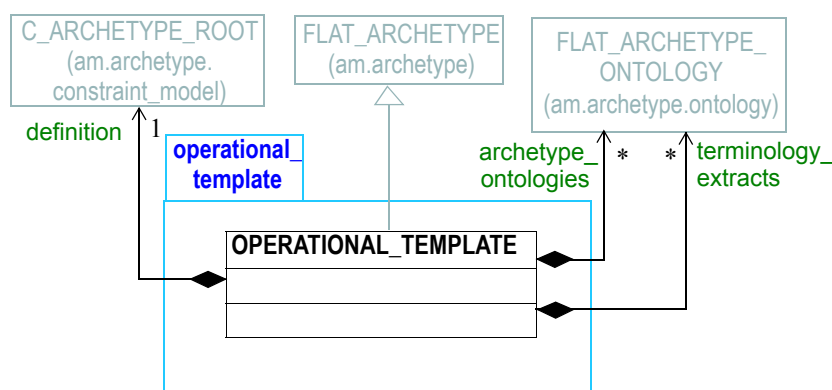 C_ARCHETYPE_ROOT
(am.archetype.
constraint_model)
FLAT_ARCHETYPE
(am.archetype)
FLAT_ARCHETYPE_
ONTOLOGY
(am.archetype.ontology)
definition
1
operational_
template
archetype_
ontologies
*
*
terminology_
extracts
OPERATIONAL_TEMPLATE